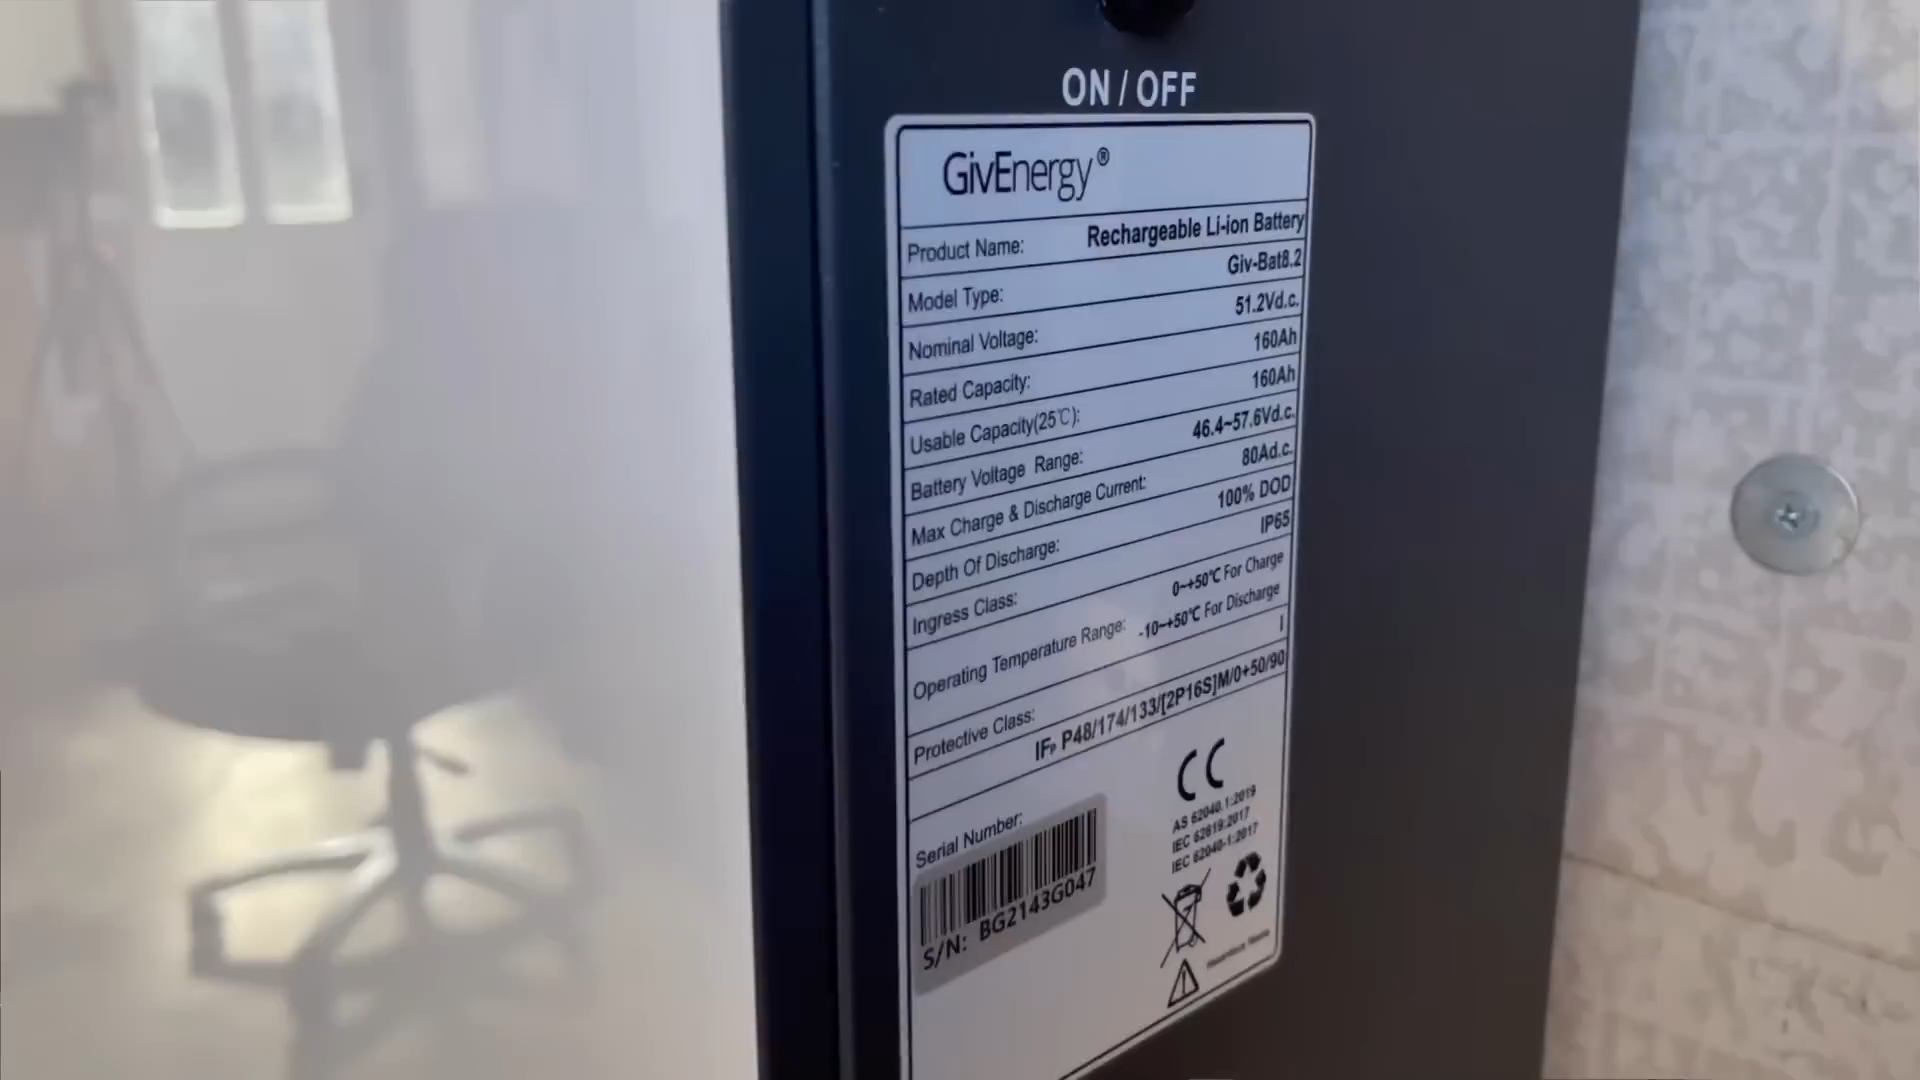 ON / OFF
GivEnergy®
Product Name: Rechargeable Li-ion Battery
Model Type: Giv-Bat8.2
Nominal Voltage: 51.2Vd.c.
Rated Capacity: 160Ah
Usable Capacity(25℃): 160Ah
Battery Voltage Range: 46.4~57.6Vd.c.
Max Charge & Discharge Current: 80Ad.c.
Depth Of Discharge: 100% DOD
Ingress Class: IP65
Operating Temperature Range: 0~+50℃ For Charge
-10~+50℃ For Discharge
Protective Class: I
IFP P48/174/133/[2P16S]M/0+50/90
Serial Number:
S/N: BG2143G047
CE
AS 62040.1:2019
IEC 62619:2017
IEC 62040-1:2017
Hazardous Waste